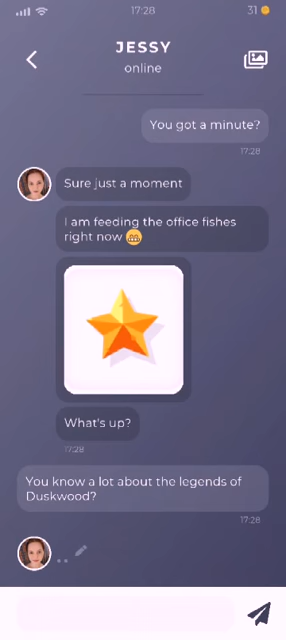 17:28
31
JESSY
online
You got a minute?
17:28
Sure just a moment
I am feeding the office fishes
right now 😁
What's up?
17:28
You know a lot about the legends of
Duskwood?
17:28